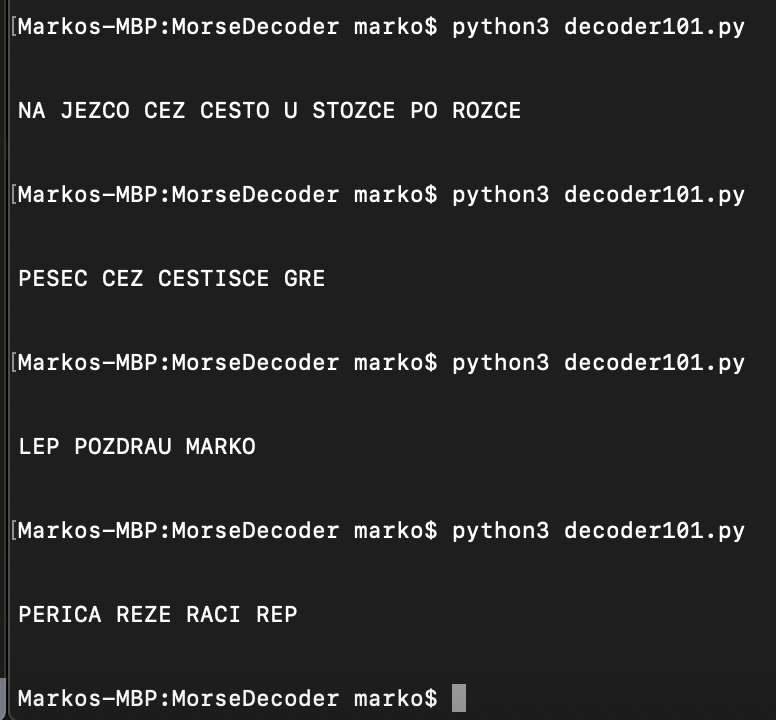 [Markos-MBP:MorseDecoder marko$ python3 decoder101.py
NA JEZCO CEZ CESTO U STOZCE PO ROZCE
[Markos-MBP:MorseDecoder marko$ python3 decoder101.py
PESEC CEZ CESTISCE GRE
[Markos-MBP:MorseDecoder marko$ python3 decoder101.py
LEP POZDRAU MARKO
[Markos-MBP:MorseDecoder marko$ python3 decoder101.py
PERICA REZE RACI REP
Markos-MBP:MorseDecoder marko$